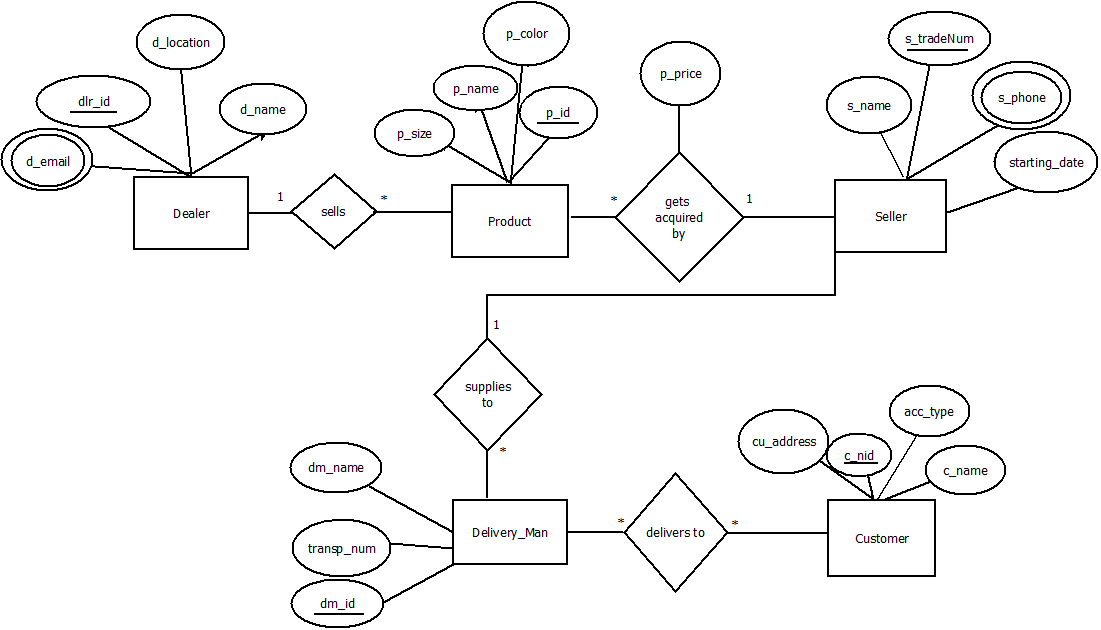 d_location
p_color
s_tradeNum
p_price
dlr_id
d_name
p_name
p_id
s_name
s_phone
p_size
d_email
starting_date
Dealer
1
sells
*
Product
*
gets
acquired
by
1
Seller
1
supplies
to
*
dm_name
transp_num
dm_id
Delivery_Man
*
delivers to
*
cu_address
c_nid
acc_type
c_name
Customer